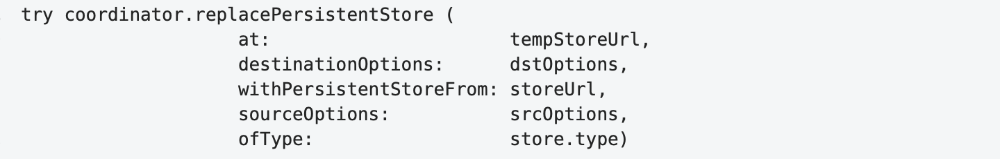 try coordinator.replacePersistentStore (
at: tempStoreUrl,
destinationOptions: dstOptions,
withPersistentStoreFrom: storeUrl,
sourceOptions: srcOptions,
ofType: store.type)